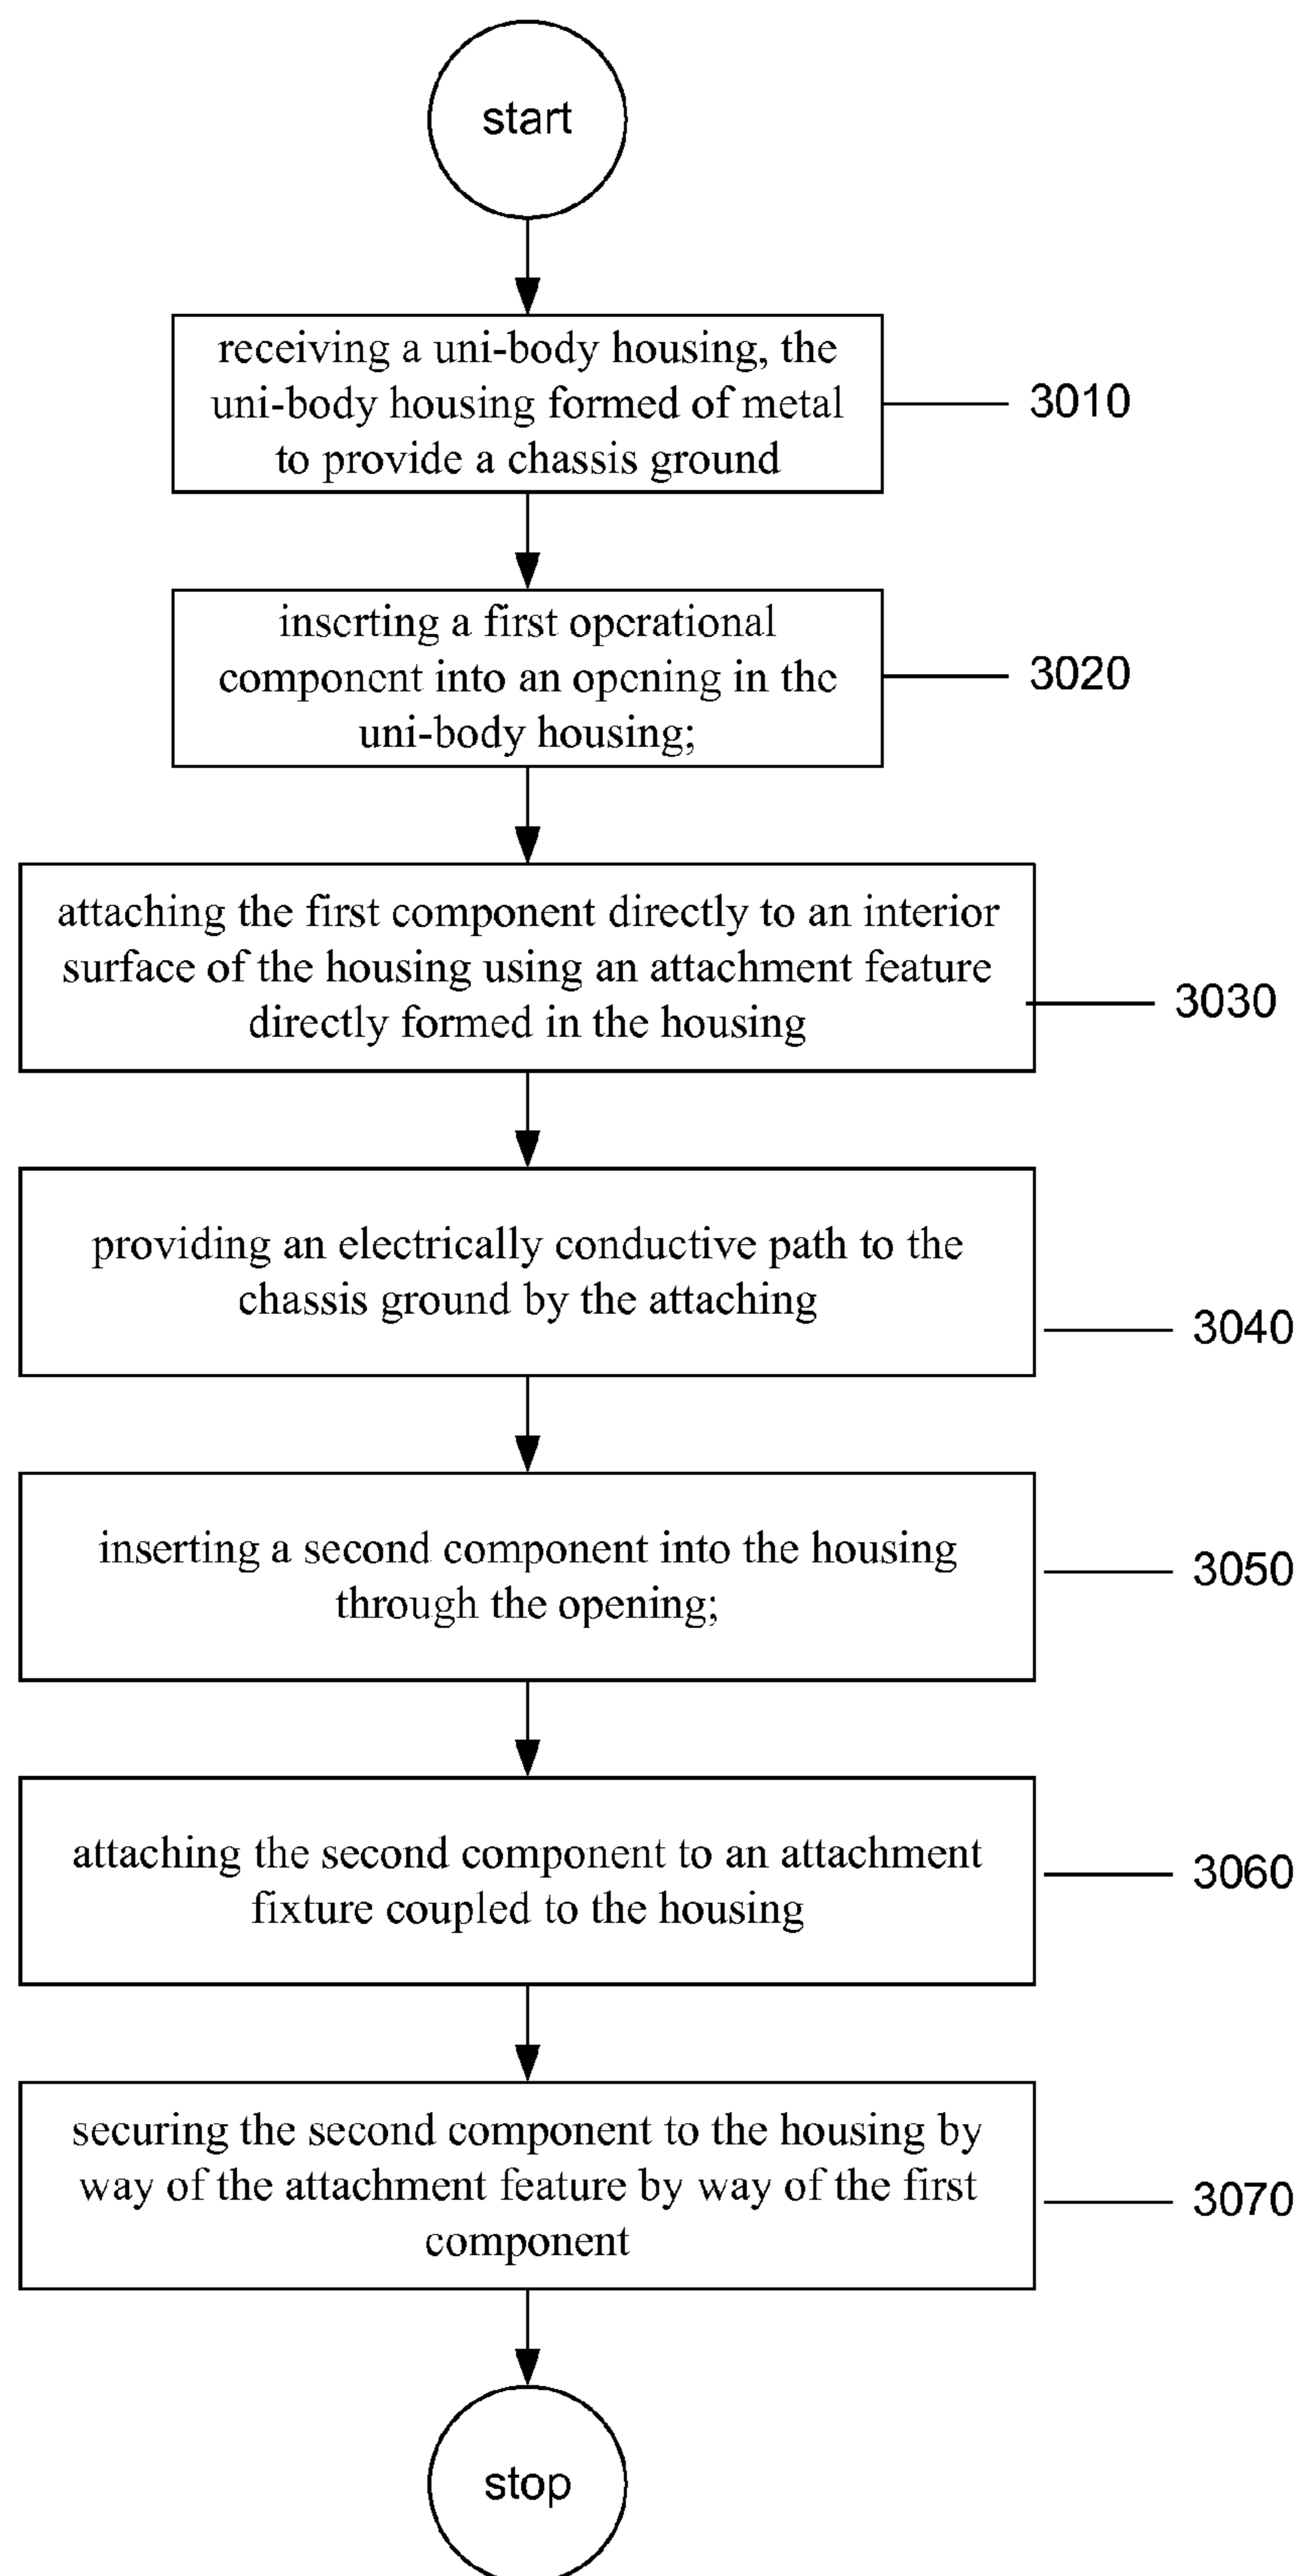 start
receiving a uni-body housing, the
uni-body housing formed of metal
to provide a chassis ground
3010
inserting a first operational
component into an opening in the
uni-body housing;
3020
attaching the first component directly to an interior
surface of the housing using an attachment feature
directly formed in the housing
3030
providing an electrically conductive path to the
chassis ground by the attaching
3040
inserting a second component into the housing
through the opening;
3050
attaching the second component to an attachment
fixture coupled to the housing
3060
securing the second component to the housing by
way of the attachment feature by way of the first
component
3070
stop